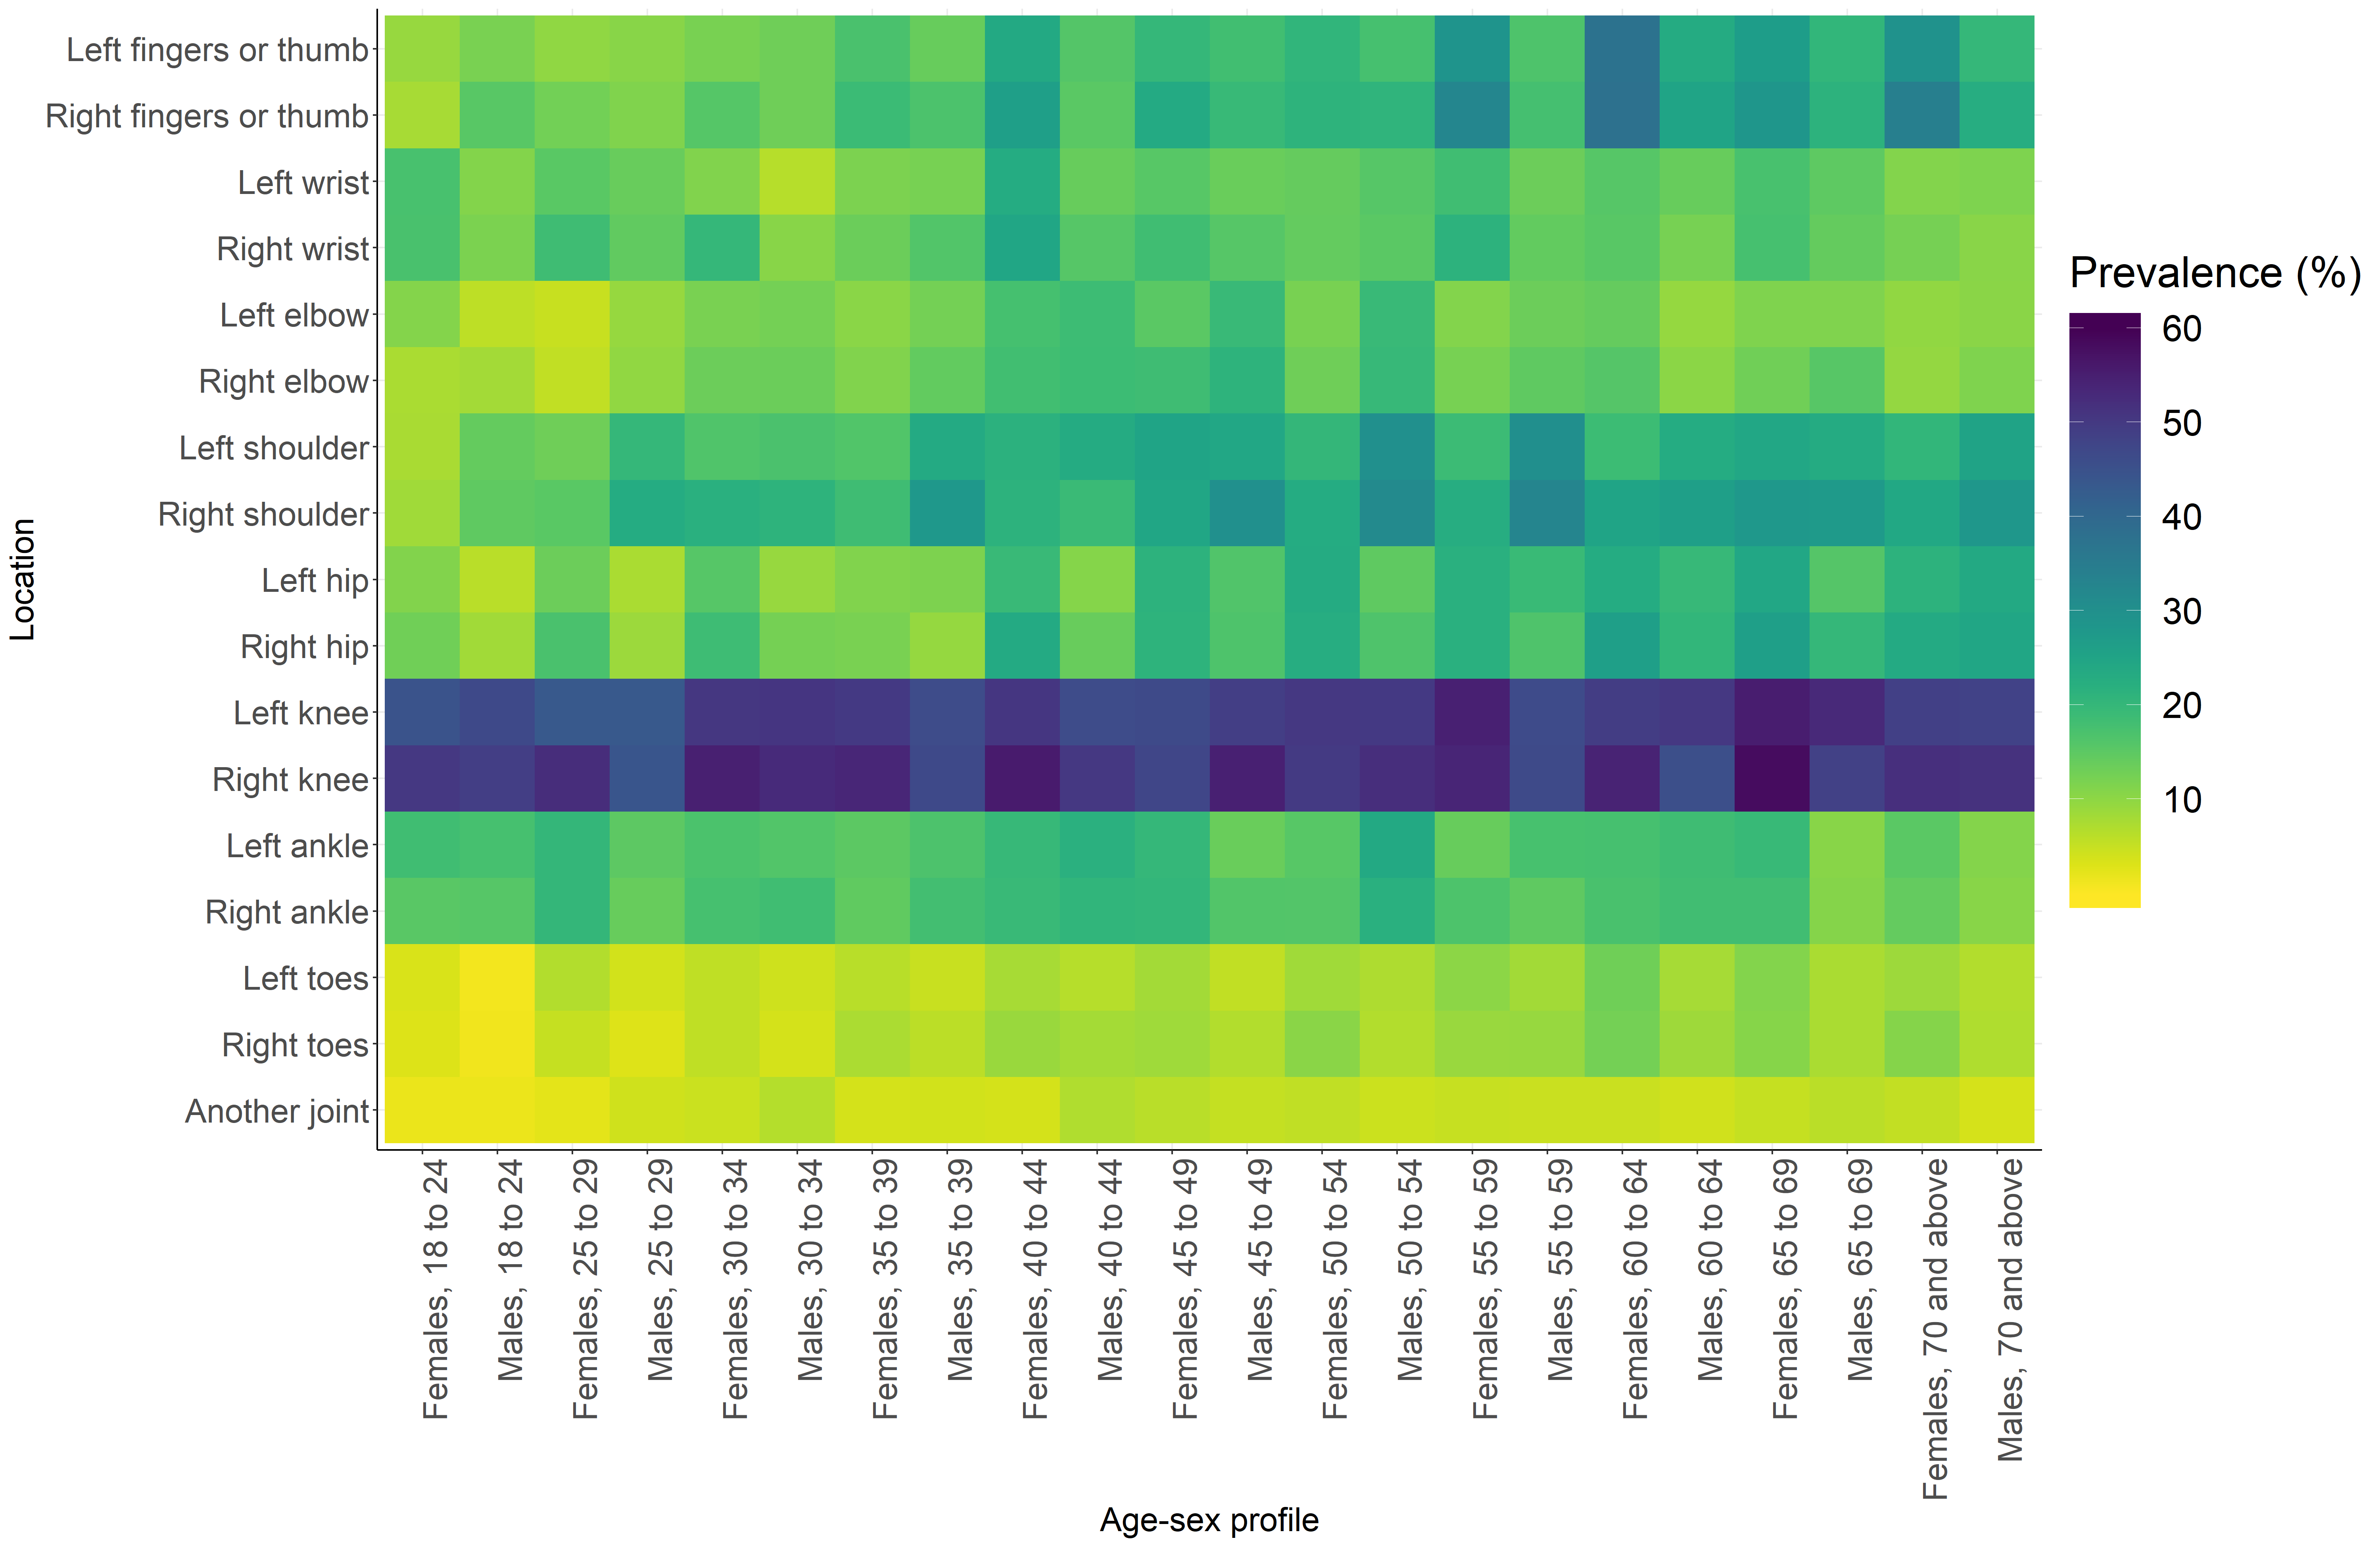 Left fingers or thumb
Right fingers or thumb
Left wrist
Right wrist
Left elbow
Right elbow
Left shoulder
Right shoulder
Left hip
Right hip
Left knee
Right knee
Left ankle
Right ankle
Left toes
Right toes
Another joint
Location
Females, 18 to 24
Males, 18 to 24
Females, 25 to 29
Males, 25 to 29
Females, 30 to 34
Males, 30 to 34
Females, 35 to 39
Males, 35 to 39
Females, 40 to 44
Males, 40 to 44
Females, 45 to 49
Males, 45 to 49
Females, 50 to 54
Males, 50 to 54
Females, 55 to 59
Males, 55 to 59
Females, 60 to 64
Males, 60 to 64
Females, 65 to 69
Males, 65 to 69
Females, 70 and above
Males, 70 and above
Age-sex profile
Prevalence (%)
60
50
40
30
20
10